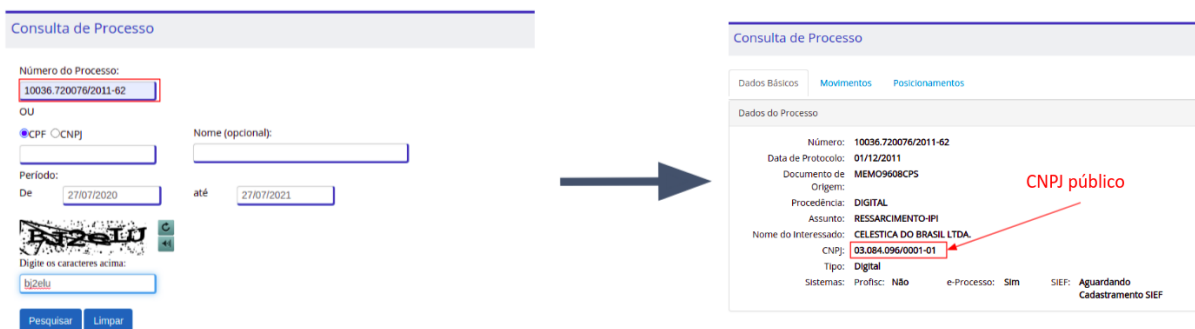 Consulta de Processo
Número do Processo:
10036.720076/2011-62
OU
CPF CNPJ
Nome (opcional):
Período:
De 27/07/2020 até 27/07/2021
BJ2eLU
Digite os caracteres acima:
bj2elu
Pesquisar Limpar
Consulta de Processo
Dados Básicos Movimentos Posicionamentos
Dados do Processo
Número: 10036.720076/2011-62
Data de Protocolo: 01/12/2011
Documento de Origem: MEMO9608CPS
Procedência: DIGITAL
Assunto: RESSARCIMENTO-IPI
Nome do Interessado: CELESTICA DO BRASIL LTDA.
CNPJ: 03.084.096/0001-01
Tipo: Digital
Sistemas: Profisc: Não e-Processo: Sim SIEF: Aguardando
Cadastramento SIEF
CNPJ público